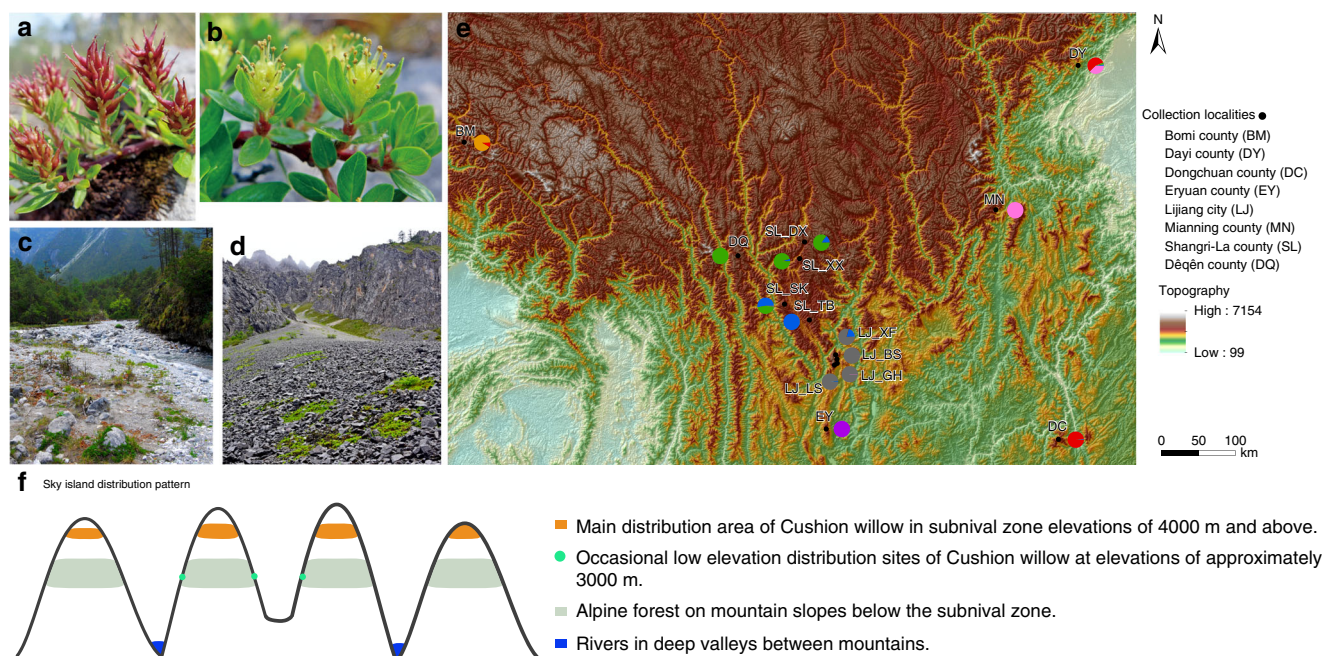 a
b
c
d
e
BM
DY
MN
SL_DX
DQ
SL_XX
SL_SK
SL_TB
LJ_XF
LJ_BS
LJ_GH
LJ_LS
EY
DC
N
Collection localities
Bomi county (BM)
Dayi county (DY)
Dongchuan county (DC)
Eryuan county (EY)
Lijiang city (LJ)
Mianning county (MN)
Shangri-La county (SL)
Dêqên county (DQ)
Topography
High : 7154
Low : 99
0 50 100
km
f Sky island distribution pattern
Main distribution area of Cushion willow in subnival zone elevations of 4000 m and above.
Occasional low elevation distribution sites of Cushion willow at elevations of approximately
3000 m.
Alpine forest on mountain slopes below the subnival zone.
Rivers in deep valleys between mountains.